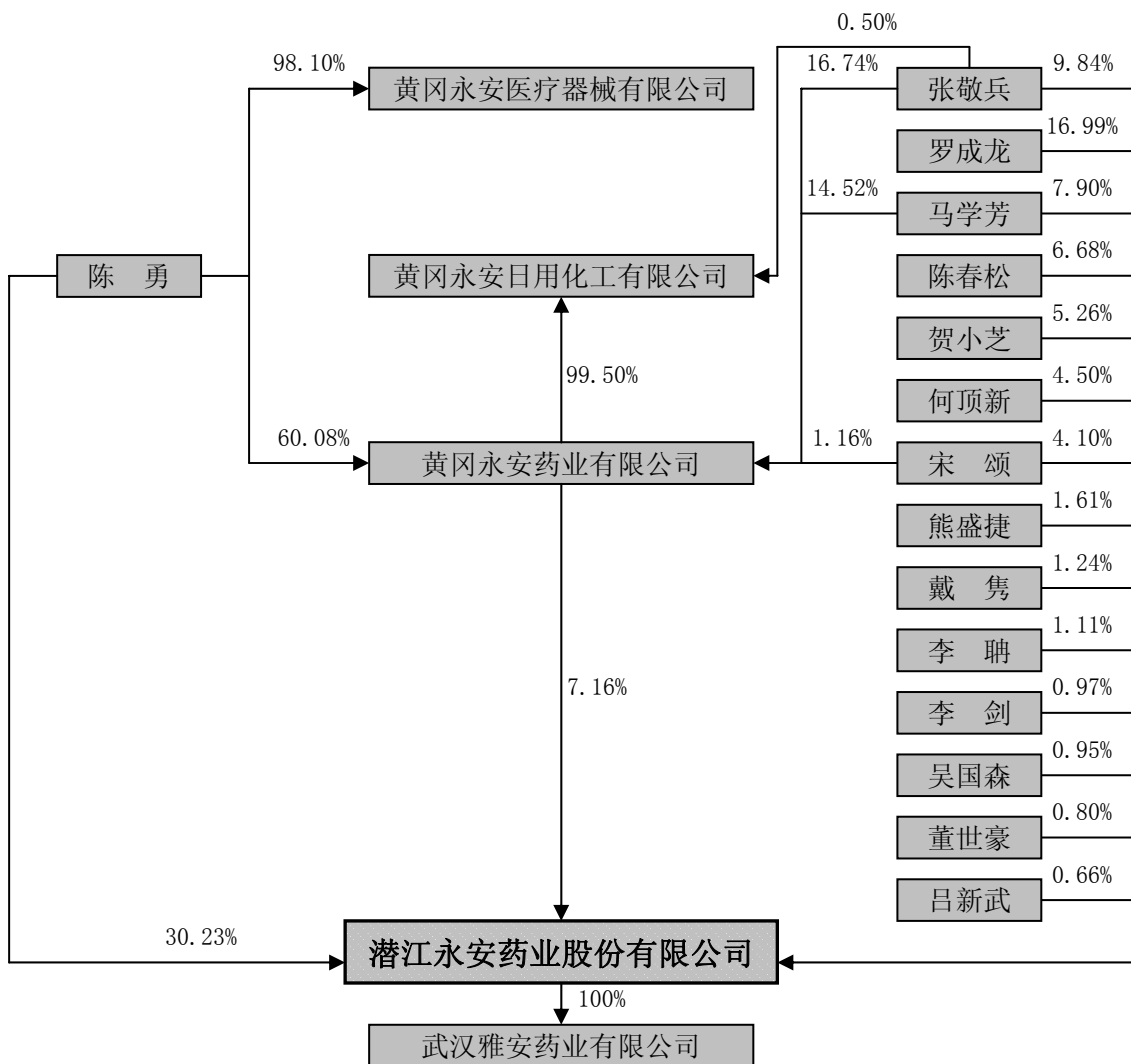 0.50%
98.10%
16.74%
9.84%
黄冈永安医疗器械有限公司
张敬兵
16.99%
罗成龙
14.52%
7.90%
马学芳
陈　勇
黄冈永安日用化工有限公司
6.68%
陈春松
5.26%
贺小芝
99.50%
4.50%
何顶新
60.08%
黄冈永安药业有限公司
1.16%
4.10%
宋　颂
1.61%
熊盛捷
1.24%
戴　隽
1.11%
李　聃
7.16%
0.97%
李　剑
0.95%
吴国森
0.80%
董世豪
0.66%
吕新武
30.23%
潜江永安药业股份有限公司
100%
武汉雅安药业有限公司